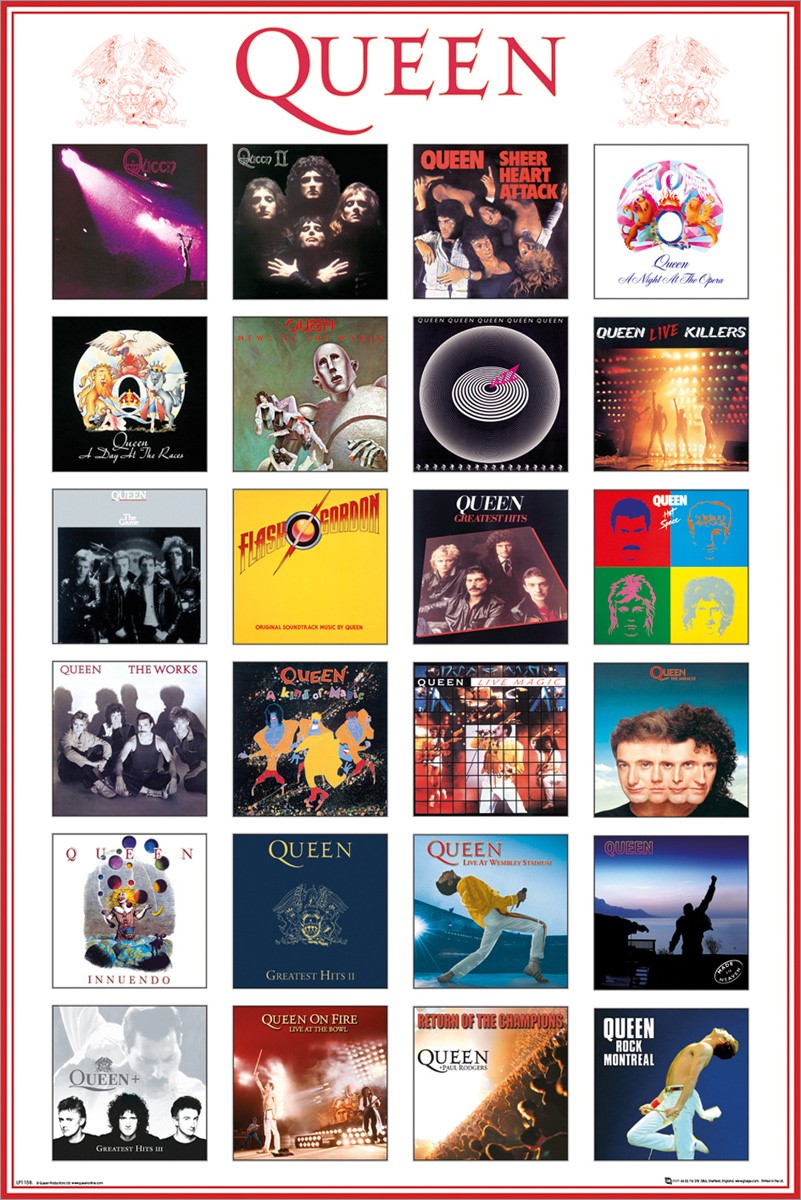 QUEEN
Queen
Queen II
QUEEN SHEER
HEART
ATTACK
Queen
A Night At The Opera
Queen
A Day At The Races
QUEEN
NEWS OF THE WORLD
QUEEN QUEEN QUEEN QUEEN QUEEN
JAZZ
QUEEN LIVE KILLERS
QUEEN
The
Game
FLASH GORDON
ORIGINAL SOUNDTRACK MUSIC BY QUEEN
QUEEN
GREATEST HITS
QUEEN
Hot
Space
QUEEN THE WORKS
QUEEN
A Kind of Magic
QUEEN LIVE MAGIC
QUEEN
THE MIRACLE
QUEEN
INNUENDO
QUEEN
GREATEST HITS II
QUEEN
LIVE AT WEMBLEY STADIUM
QUEEN
MADE
IN
HEAVEN
QUEEN+
GREATEST HITS III
QUEEN ON FIRE
LIVE AT THE BOWL
RETURN OF THE CHAMPIONS
QUEEN
+PAUL RODGERS
QUEEN
ROCK
MONTREAL
LP1158